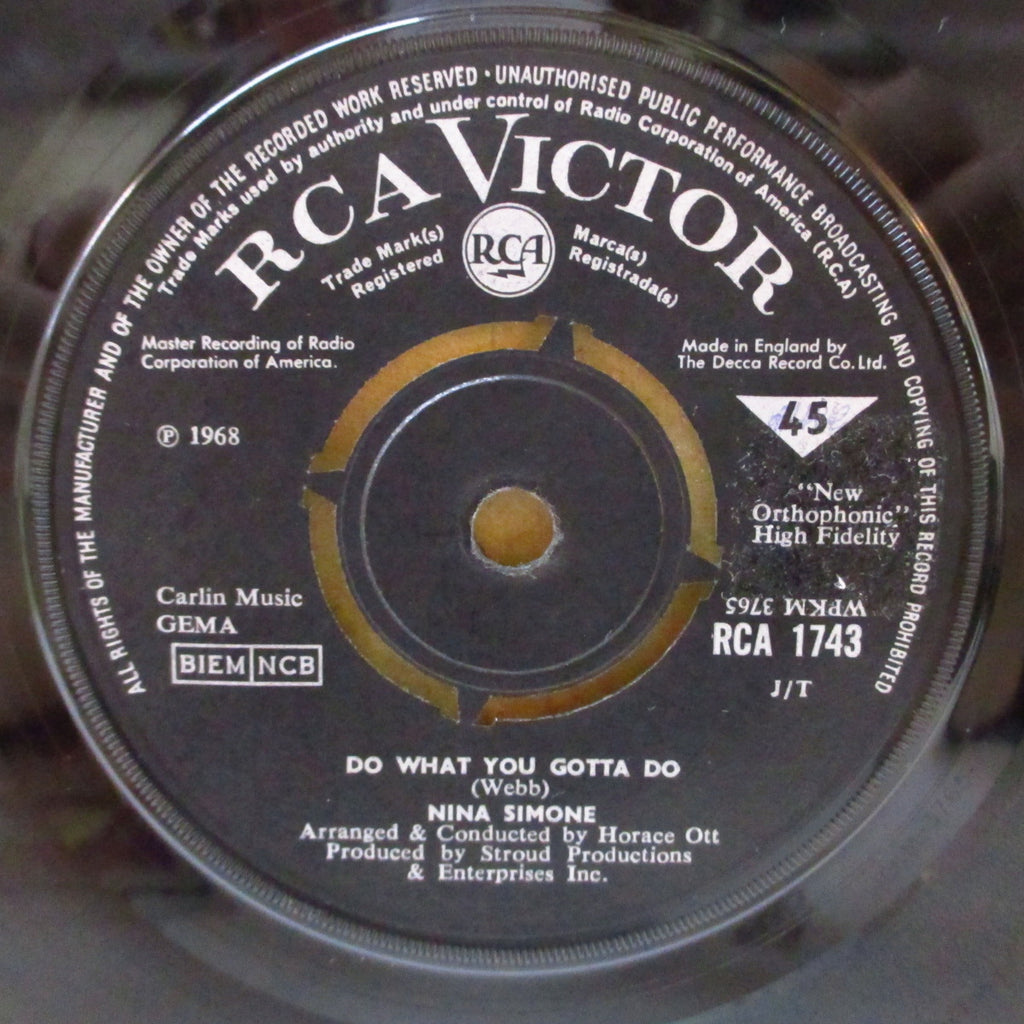 ALL RIGHTS OF THE MANUFACTURER AND OF THE OWNER OF THE RECORDED WORK RESERVED · UNAUTHORISED PUBLIC PERFORMANCE BROADCASTING AND COPYING OF THIS RECORD PROHIBITED
Trade Marks used by authority and under control of Radio Corporation of America (R.C.A)
RCA VICTOR
Trade Mark(s)
Registered
RCA
Marca(s)
Registrada(s)
Master Recording of Radio
Corporation of America.
Made in England by
The Decca Record Co. Ltd.
℗ 1968
45
"New
Orthophonic"
High Fidelity
Carlin Music
GEMA
BIEM NCB
WPKM 3765
RCA 1743
J/T
DO WHAT YOU GOTTA DO
(Webb)
NINA SIMONE
Arranged & Conducted by Horace Ott
Produced by Stroud Productions
& Enterprises Inc.